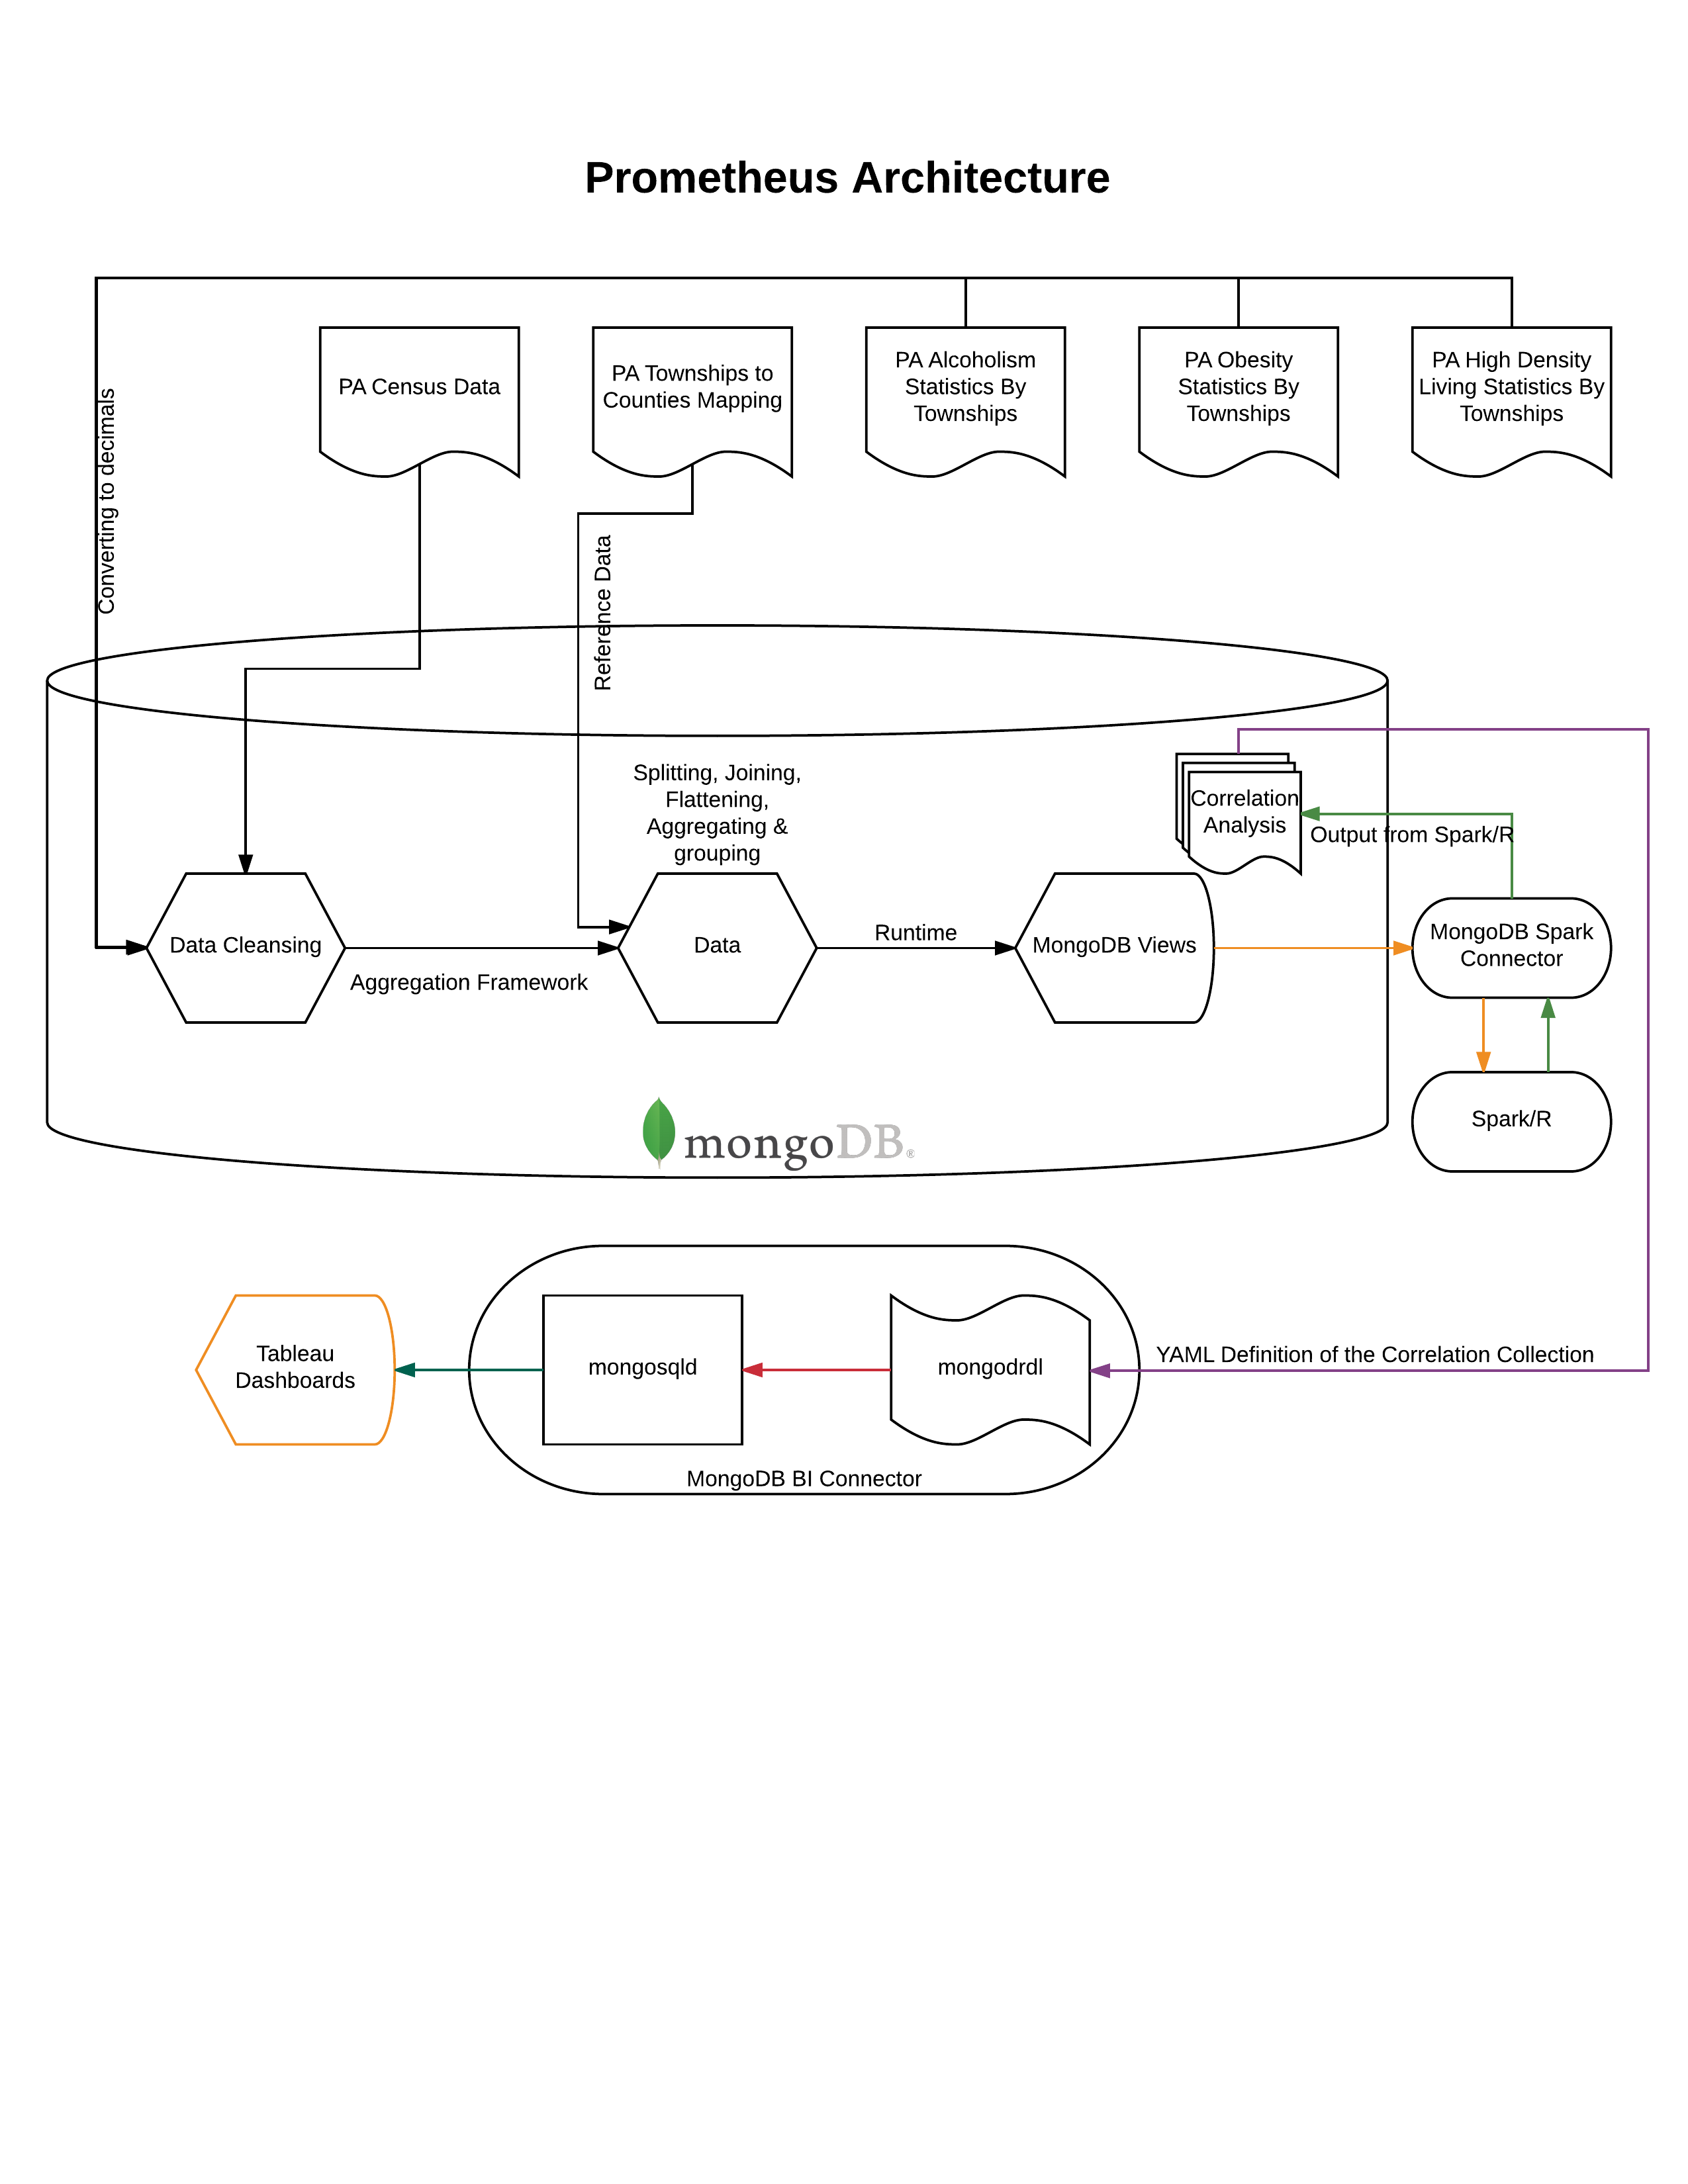 Prometheus Architecture
PA Census Data
PA Townships to
Counties Mapping
PA Alcoholism
Statistics By
Townships
PA Obesity
Statistics By
Townships
PA High Density
Living Statistics By
Townships
Converting to decimals
Reference Data
Splitting, Joining,
Flattening,
Aggregating &
grouping
Correlation
Analysis
Output from Spark/R
Data Cleansing
Aggregation Framework
Data
Runtime
MongoDB Views
MongoDB Spark
Connector
Spark/R
mongoDB®
YAML Definition of the Correlation Collection
Tableau
Dashboards
mongosqld
mongodrdl
MongoDB BI Connector